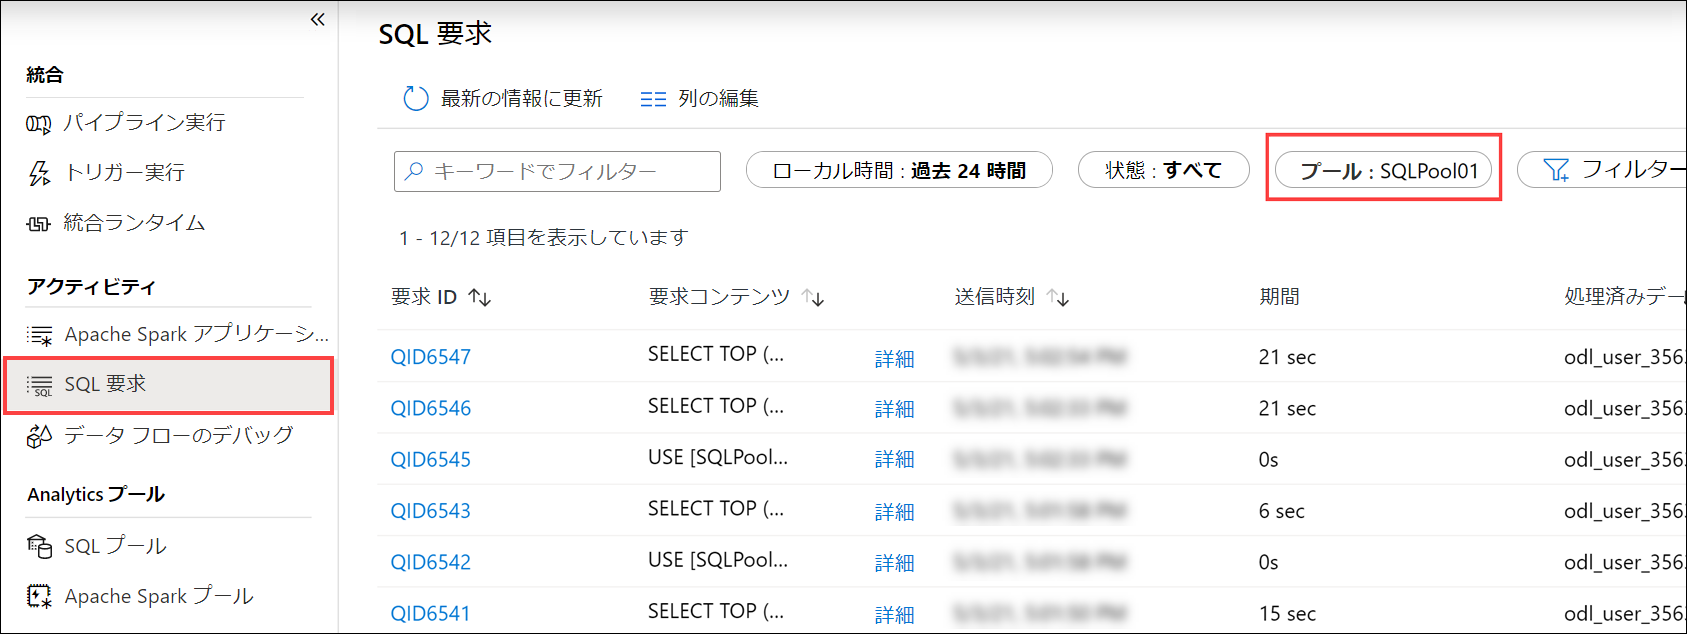 «
統合
パイプライン実行
トリガー実行
統合ランタイム
アクティビティ
Apache Spark アプリケーシ...
SQL 要求
データ フローのデバッグ
Analytics プール
SQL プール
Apache Spark プール
SQL 要求
最新の情報に更新 列の編集
キーワードでフィルター ローカル時間 : 過去 24 時間 状態 : すべて プール : SQLPool01 フィルター
1 - 12/12 項目を表示しています
要求 ID 要求コンテンツ 送信時刻 期間 処理済みデー
QID6547 SELECT TOP (... 詳細 21 sec odl_user_356
QID6546 SELECT TOP (... 詳細 21 sec odl_user_356
QID6545 USE [SQLPool... 詳細 0s odl_user_356
QID6543 SELECT TOP (... 詳細 6 sec odl_user_356
QID6542 USE [SQLPool... 詳細 0s odl_user_356
QID6541 SELECT TOP (... 詳細 15 sec odl_user_356